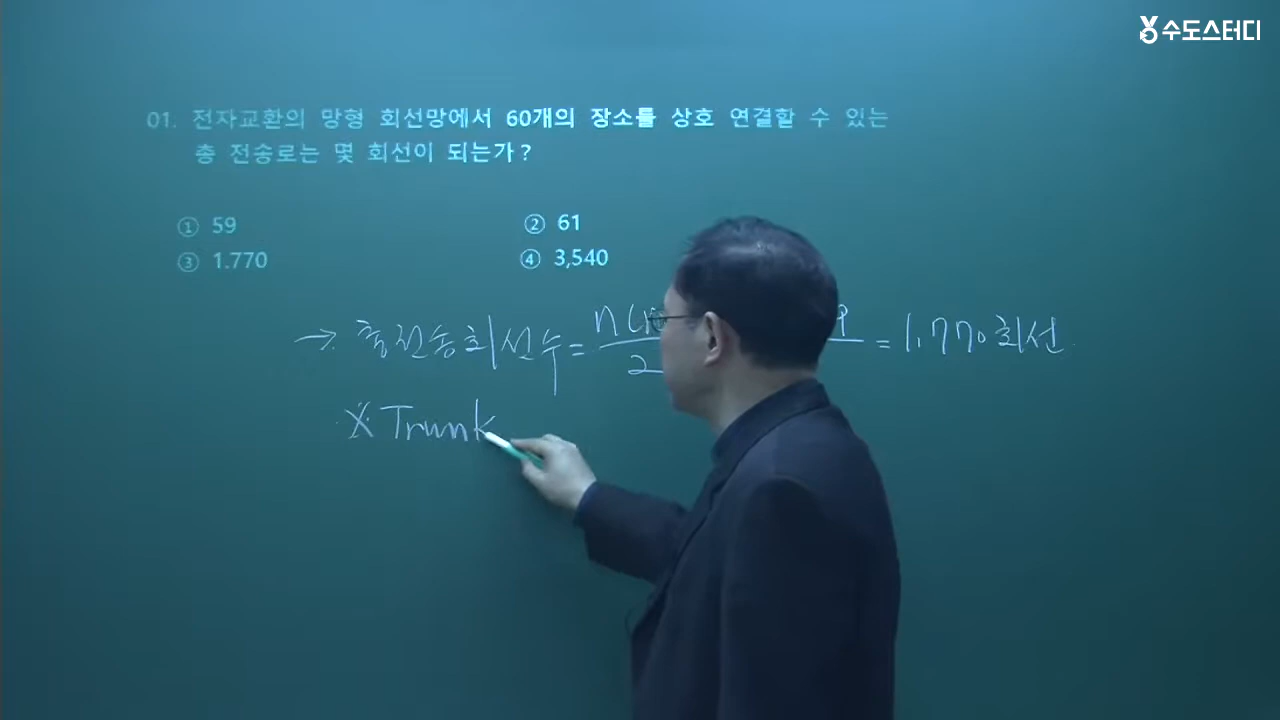 수도스터디
01. 전자교환의 망형 회선망에서 60개의 장소를 상호 연결할 수 있는
총 전송로는 몇 회선이 되는가?
① 59 ② 61
③ 1.770 ④ 3,540
→ 총전송회선수 = n( 9 = 1,770회선
2
※ Trunk